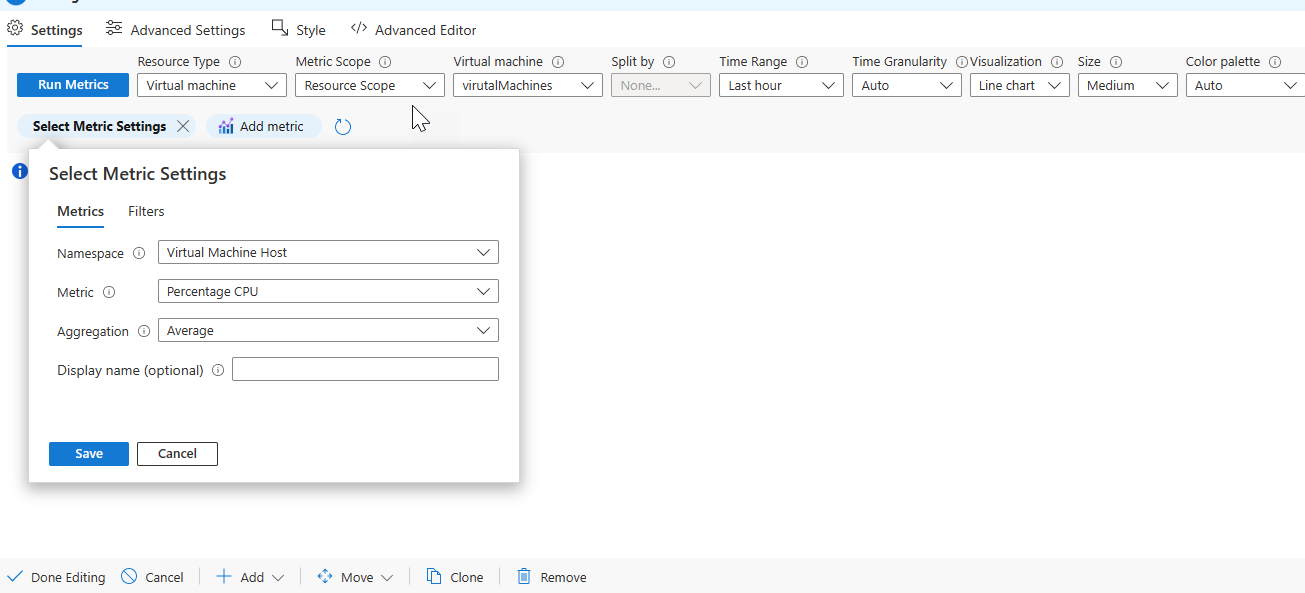 Settings
Advanced Settings
Style
Advanced Editor
Resource Type
Metric Scope
Virtual machine
Split by
Time Range
Time Granularity
Visualization
Size
Color palette
Run Metrics
Virtual machine
Resource Scope
virutalMachines
None...
Last hour
Auto
Line chart
Medium
Auto
Select Metric Settings
Add metric
Select Metric Settings
Metrics
Filters
Namespace
Virtual Machine Host
Metric
Percentage CPU
Aggregation
Average
Display name (optional)
Save
Cancel
Done Editing
Cancel
Add
Move
Clone
Remove